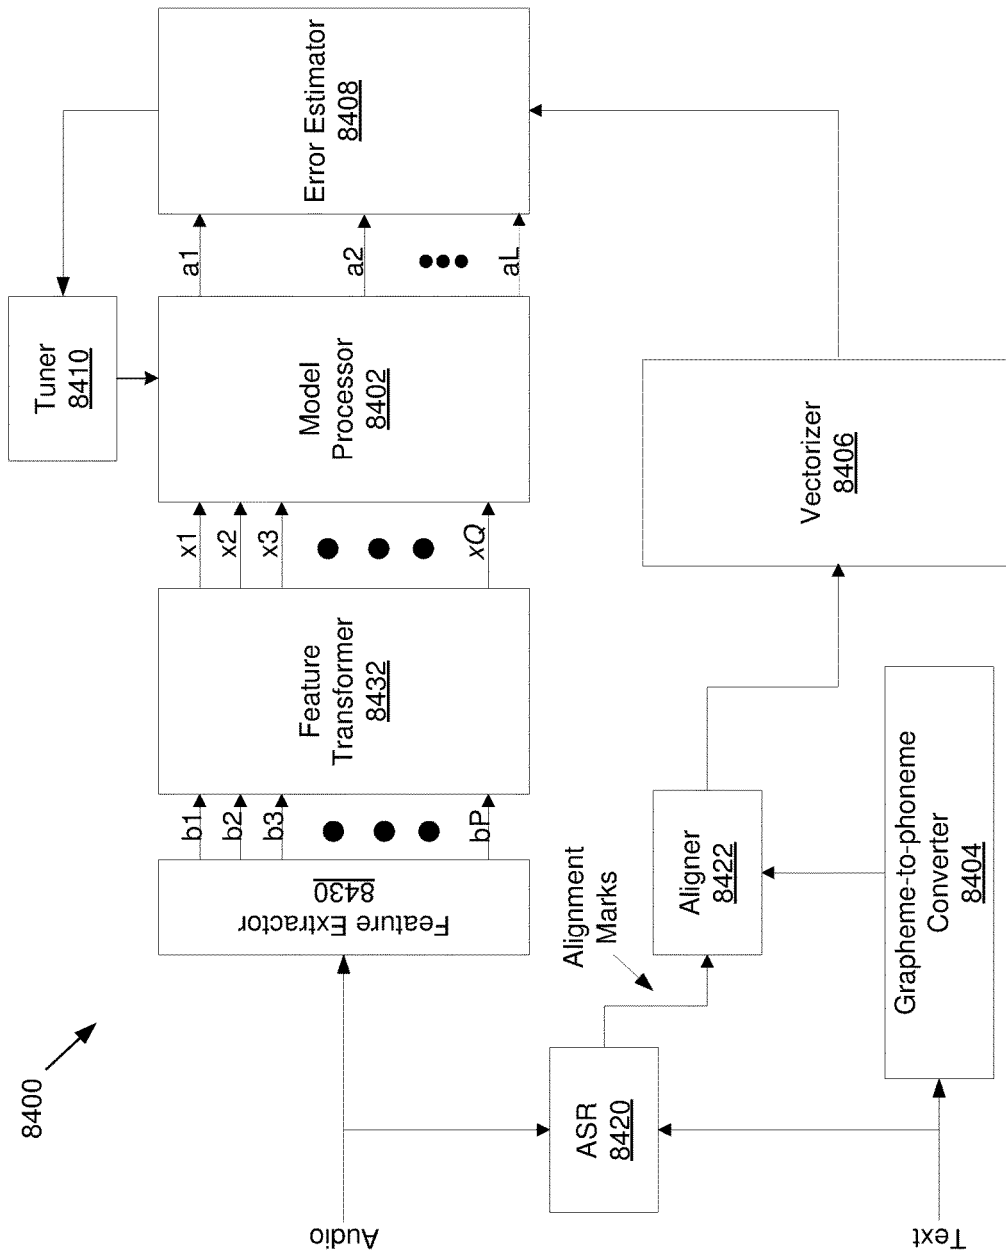 8400
Audio
Text
Feature Extractor
8430
b1
b2
b3
bP
Feature
Transformer
8432
x1
x2
x3
xQ
Model
Processor
8402
Tuner
8410
a1
a2
aL
Error Estimator
8408
ASR
8420
Alignment
Marks
Aligner
8422
Grapheme-to-phoneme
Converter
8404
Vectorizer
8406